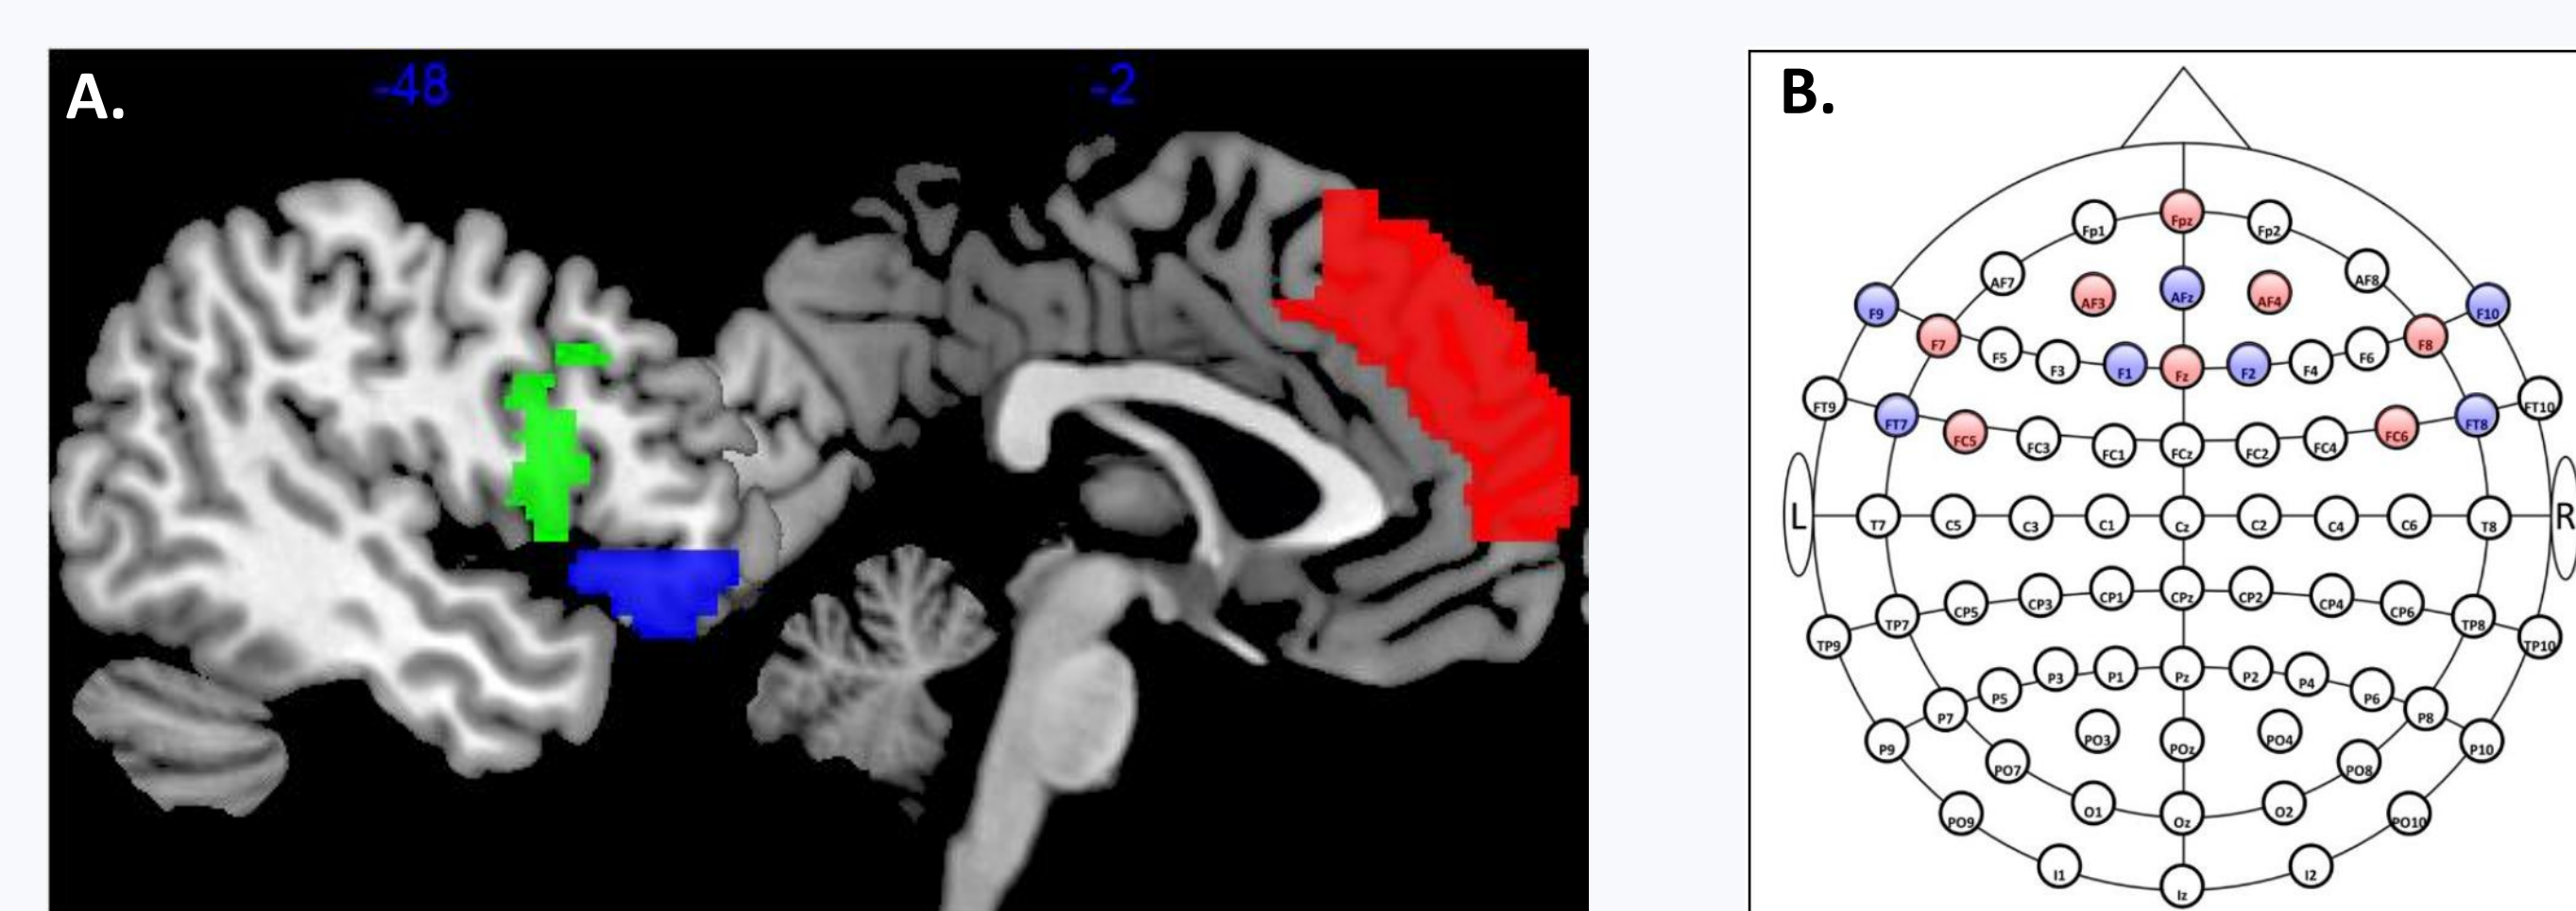 A.
-48
-2
B.
Fpz
Fp1
Fp2
AF7
AF8
AF3
AFz
AF4
F9
F10
F7
F8
F5
F3
F1
Fz
F2
F4
F6
FT9
FT10
FT7
FT8
FC5
FC3
FC1
FCz
FC2
FC4
FC6
L
T7
C5
C3
C1
Cz
C2
C4
C6
T8
R
TP9
TP7
CP5
CP3
CP1
CPz
CP2
CP4
CP6
TP8
TP10
P9
P7
P5
P3
P1
Pz
P2
P4
P6
P8
P10
PO3
POz
PO4
PO7
PO8
PO9
O1
Oz
O2
PO10
I1
Iz
I2